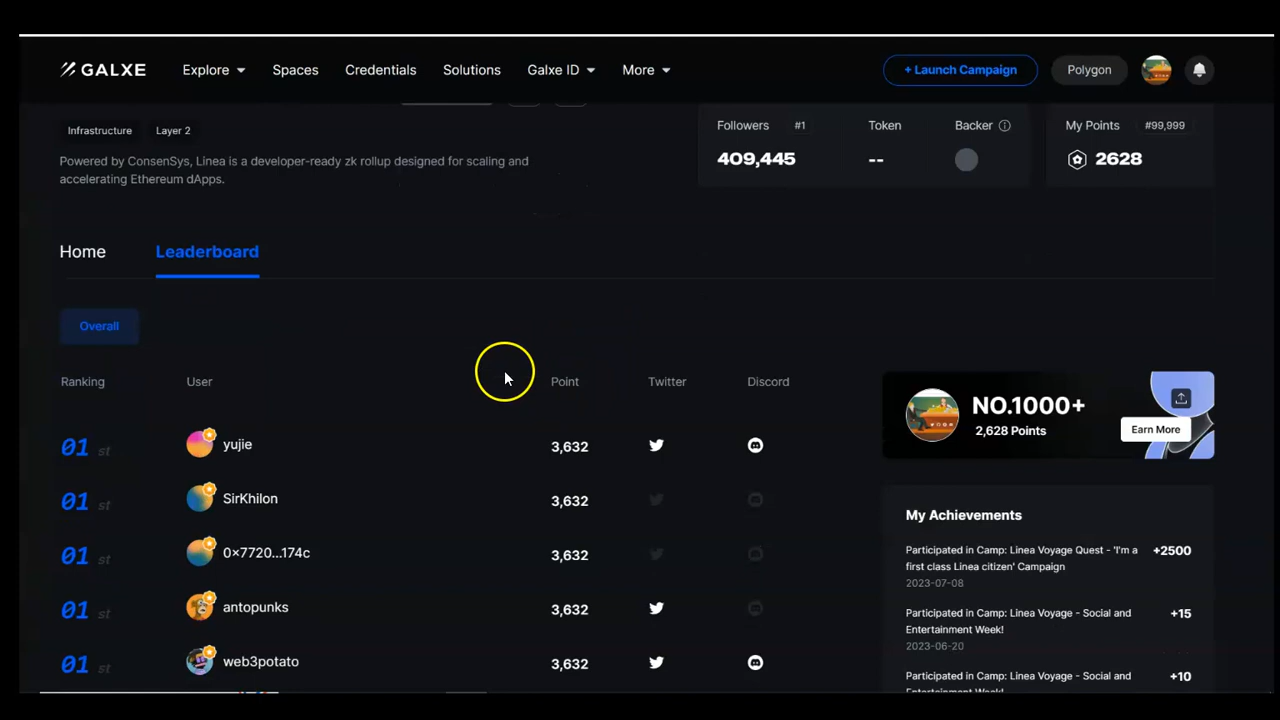 GALXE Explore Spaces Credentials Solutions Galxe ID More + Launch Campaign Polygon
Infrastructure Layer 2
Powered by ConsenSys, Linea is a developer-ready zk rollup designed for scaling and
accelerating Ethereum dApps.
Followers #1 Token Backer
409,445 --
My Points #99,999
2628
Home Leaderboard
Overall
Ranking User Point Twitter Discord
01 st yujie 3,632
01 st SirKhilon 3,632
01 st 0x7720...174c 3,632
01 st antopunks 3,632
01 st web3potato 3,632
NO.1000+
2,628 Points
Earn More
My Achievements
Participated in Camp: Linea Voyage Quest - 'I'm a +2500
first class Linea citizen' Campaign
2023-07-08
Participated in Camp: Linea Voyage - Social and +15
Entertainment Week!
2023-06-20
Participated in Camp: Linea Voyage - Social and +10
Entertainment Week!